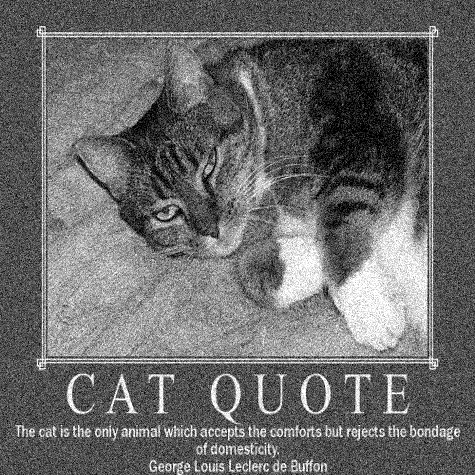 CAT QUOTE
The cat is the only animal which accepts the comforts but rejects the bondage
of domesticity.
George Louis Leclerc de Buffon